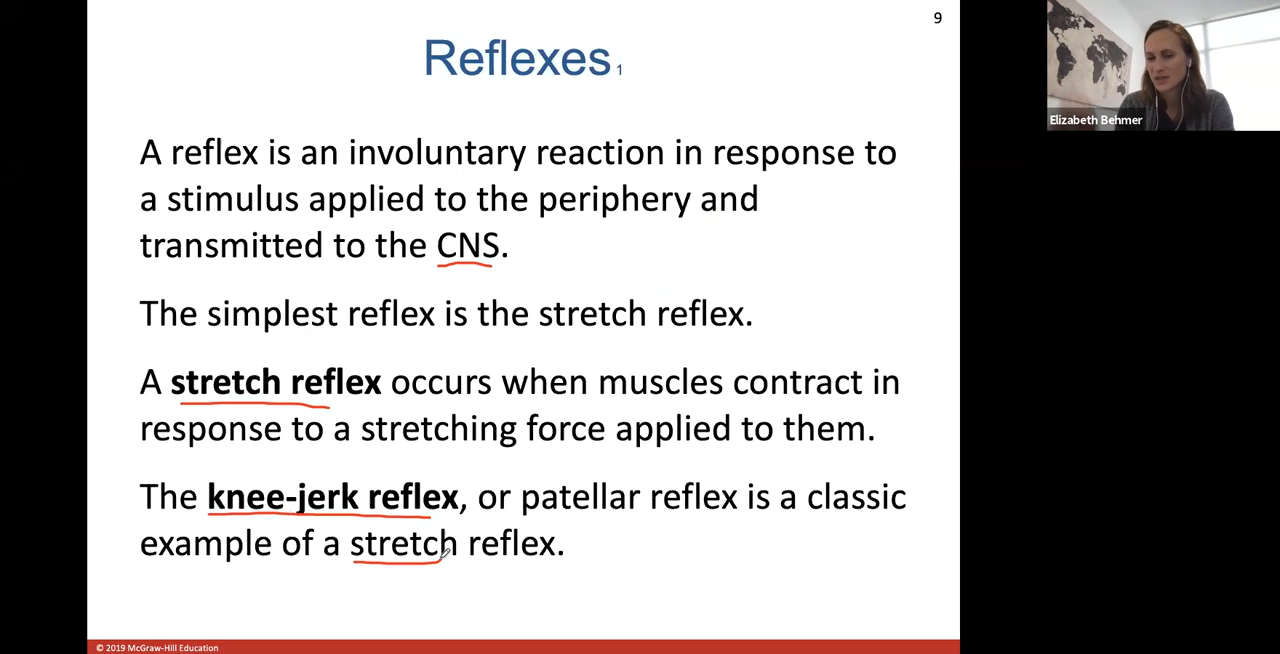 9
Reflexes 1
A reflex is an involuntary reaction in response to
a stimulus applied to the periphery and
transmitted to the CNS.
The simplest reflex is the stretch reflex.
A stretch reflex occurs when muscles contract in
response to a stretching force applied to them.
The knee-jerk reflex, or patellar reflex is a classic
example of a stretch reflex.
© 2019 McGraw-Hill Education
Elizabeth Behmer